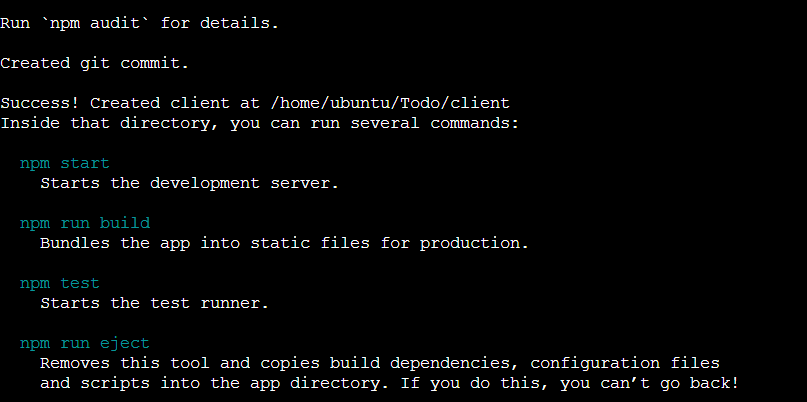 Run `npm audit` for details.
Created git commit.
Success! Created client at /home/ubuntu/Todo/client
Inside that directory, you can run several commands:
npm start
Starts the development server.
npm run build
Bundles the app into static files for production.
npm test
Starts the test runner.
npm run eject
Removes this tool and copies build dependencies, configuration files
and scripts into the app directory. If you do this, you can’t go back!